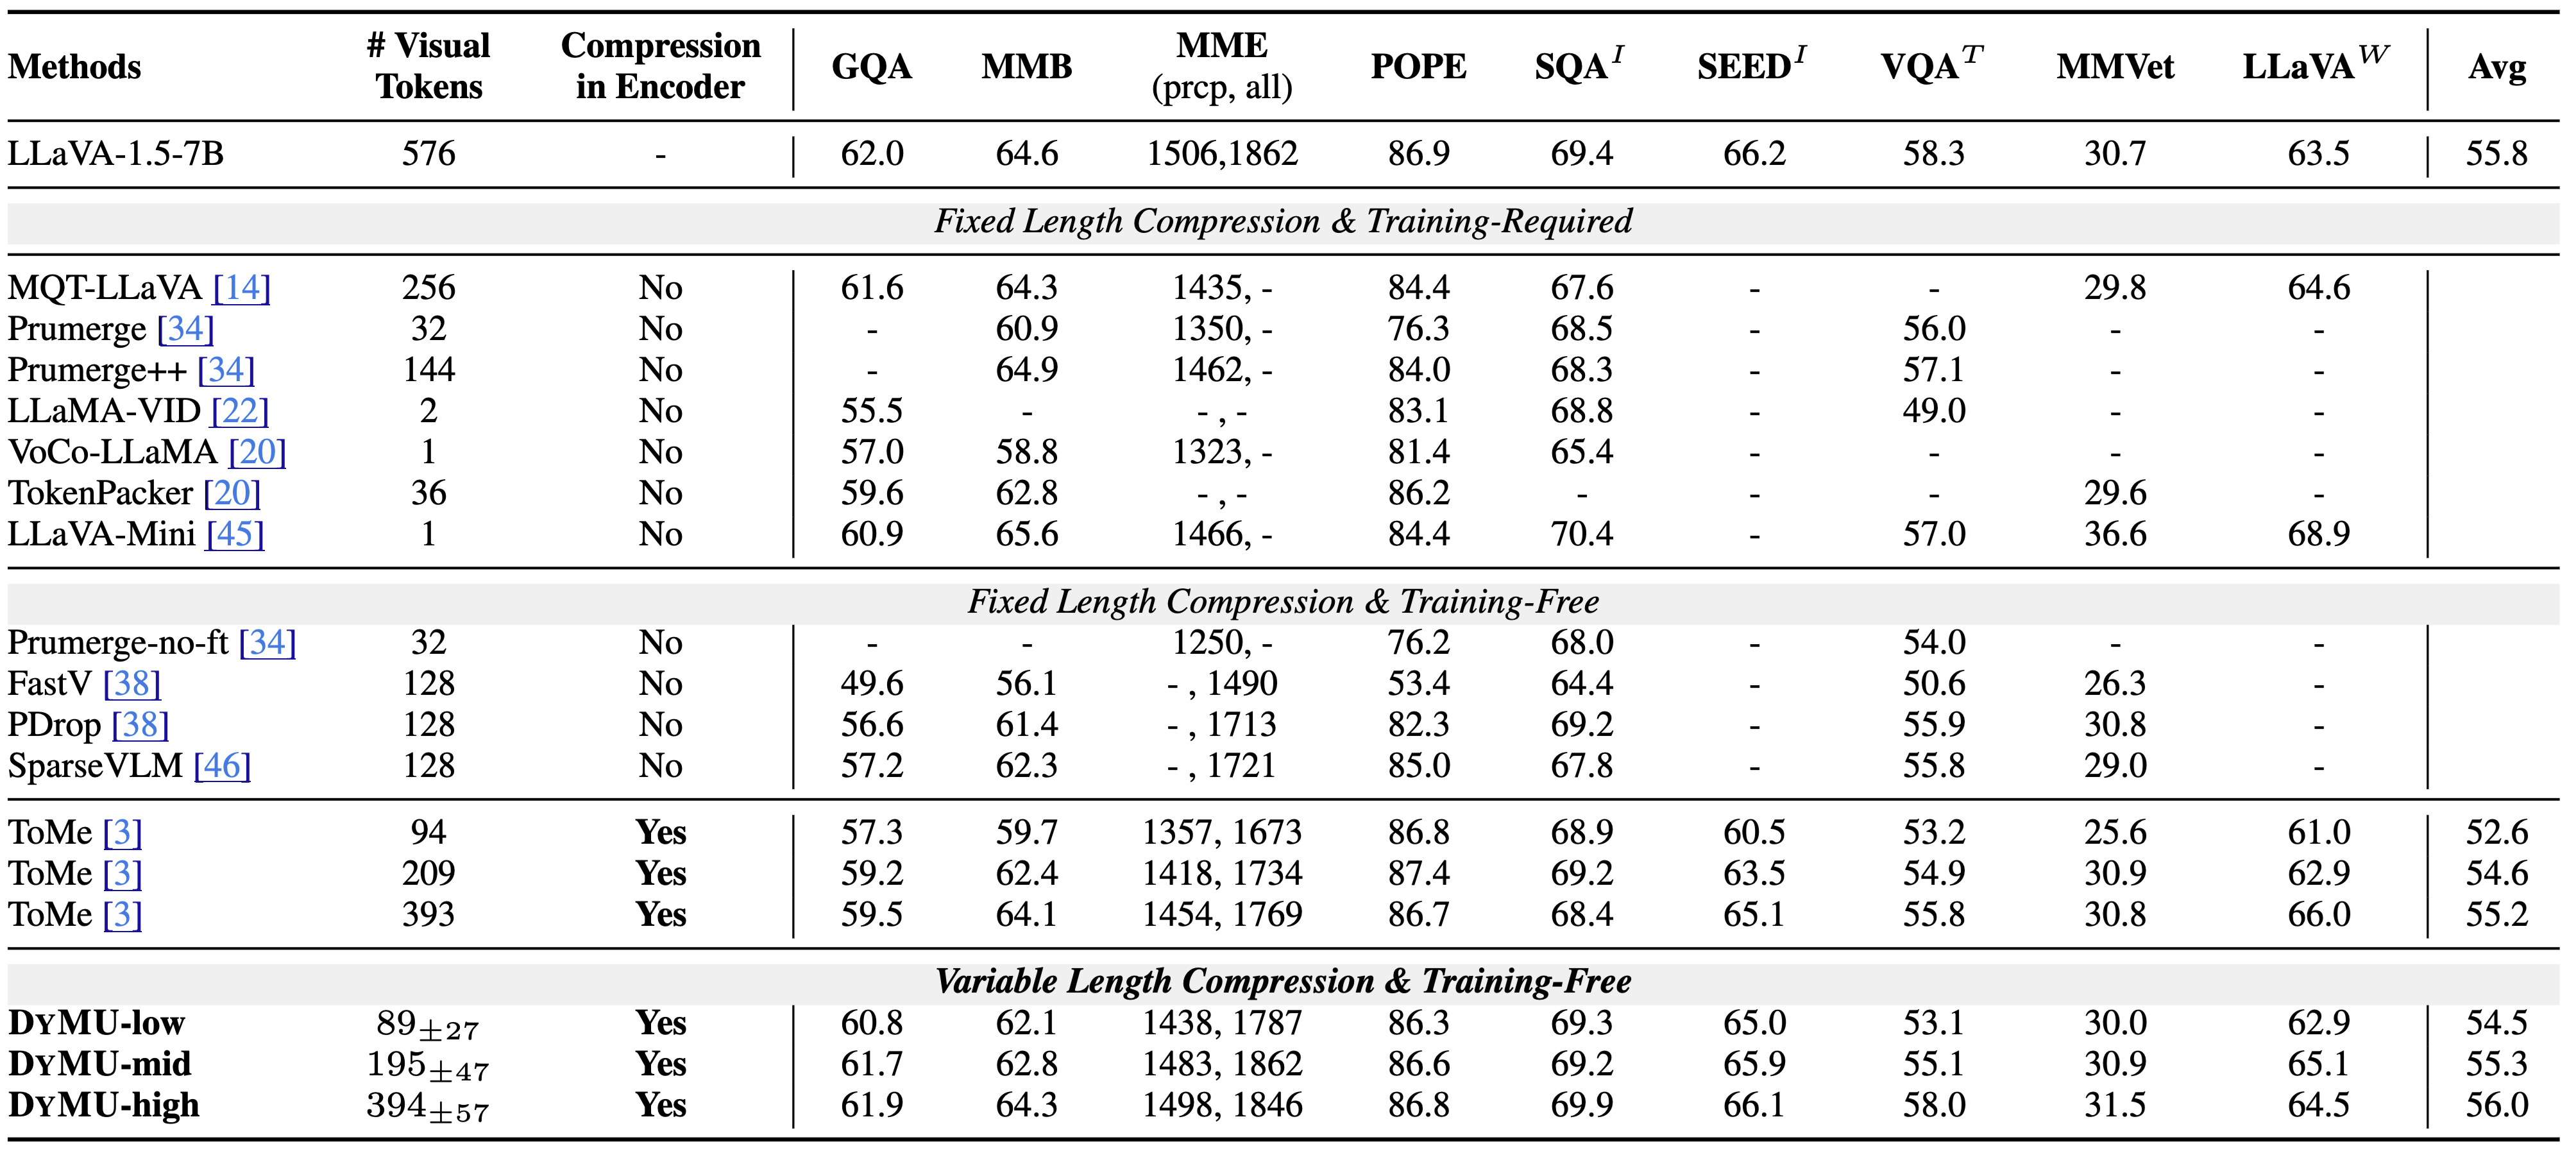 Methods # Visual Tokens Compression in Encoder GQA MMB MME (prcp, all) POPE SQA^I SEED^I VQA^T MMVet LLaVA^W Avg
LLaVA-1.5-7B 576 - 62.0 64.6 1506,1862 86.9 69.4 66.2 58.3 30.7 63.5 55.8
Fixed Length Compression & Training-Required
MQT-LLaVA [14] 256 No 61.6 64.3 1435, - 84.4 67.6 - - 29.8 64.6
Prumerge [34] 32 No - 60.9 1350, - 76.3 68.5 - 56.0 - -
Prumerge++ [34] 144 No - 64.9 1462, - 84.0 68.3 - 57.1 - -
LLaMA-VID [22] 2 No 55.5 - - , - 83.1 68.8 - 49.0 - -
VoCo-LLaMA [20] 1 No 57.0 58.8 1323, - 81.4 65.4 - - - -
TokenPacker [20] 36 No 59.6 62.8 - , - 86.2 - - - 29.6 -
LLaVA-Mini [45] 1 No 60.9 65.6 1466, - 84.4 70.4 - 57.0 36.6 68.9
Fixed Length Compression & Training-Free
Prumerge-no-ft [34] 32 No - - 1250, - 76.2 68.0 - 54.0 - -
FastV [38] 128 No 49.6 56.1 - , 1490 53.4 64.4 - 50.6 26.3 -
PDrop [38] 128 No 56.6 61.4 - , 1713 82.3 69.2 - 55.9 30.8 -
SparseVLM [46] 128 No 57.2 62.3 - , 1721 85.0 67.8 - 55.8 29.0 -
ToMe [3] 94 Yes 57.3 59.7 1357, 1673 86.8 68.9 60.5 53.2 25.6 61.0 52.6
ToMe [3] 209 Yes 59.2 62.4 1418, 1734 87.4 69.2 63.5 54.9 30.9 62.9 54.6
ToMe [3] 393 Yes 59.5 64.1 1454, 1769 86.7 68.4 65.1 55.8 30.8 66.0 55.2
Variable Length Compression & Training-Free
DYMU-low 89±27 Yes 60.8 62.1 1438, 1787 86.3 69.3 65.0 53.1 30.0 62.9 54.5
DYMU-mid 195±47 Yes 61.7 62.8 1483, 1862 86.6 69.2 65.9 55.1 30.9 65.1 55.3
DYMU-high 394±57 Yes 61.9 64.3 1498, 1846 86.8 69.9 66.1 58.0 31.5 64.5 56.0